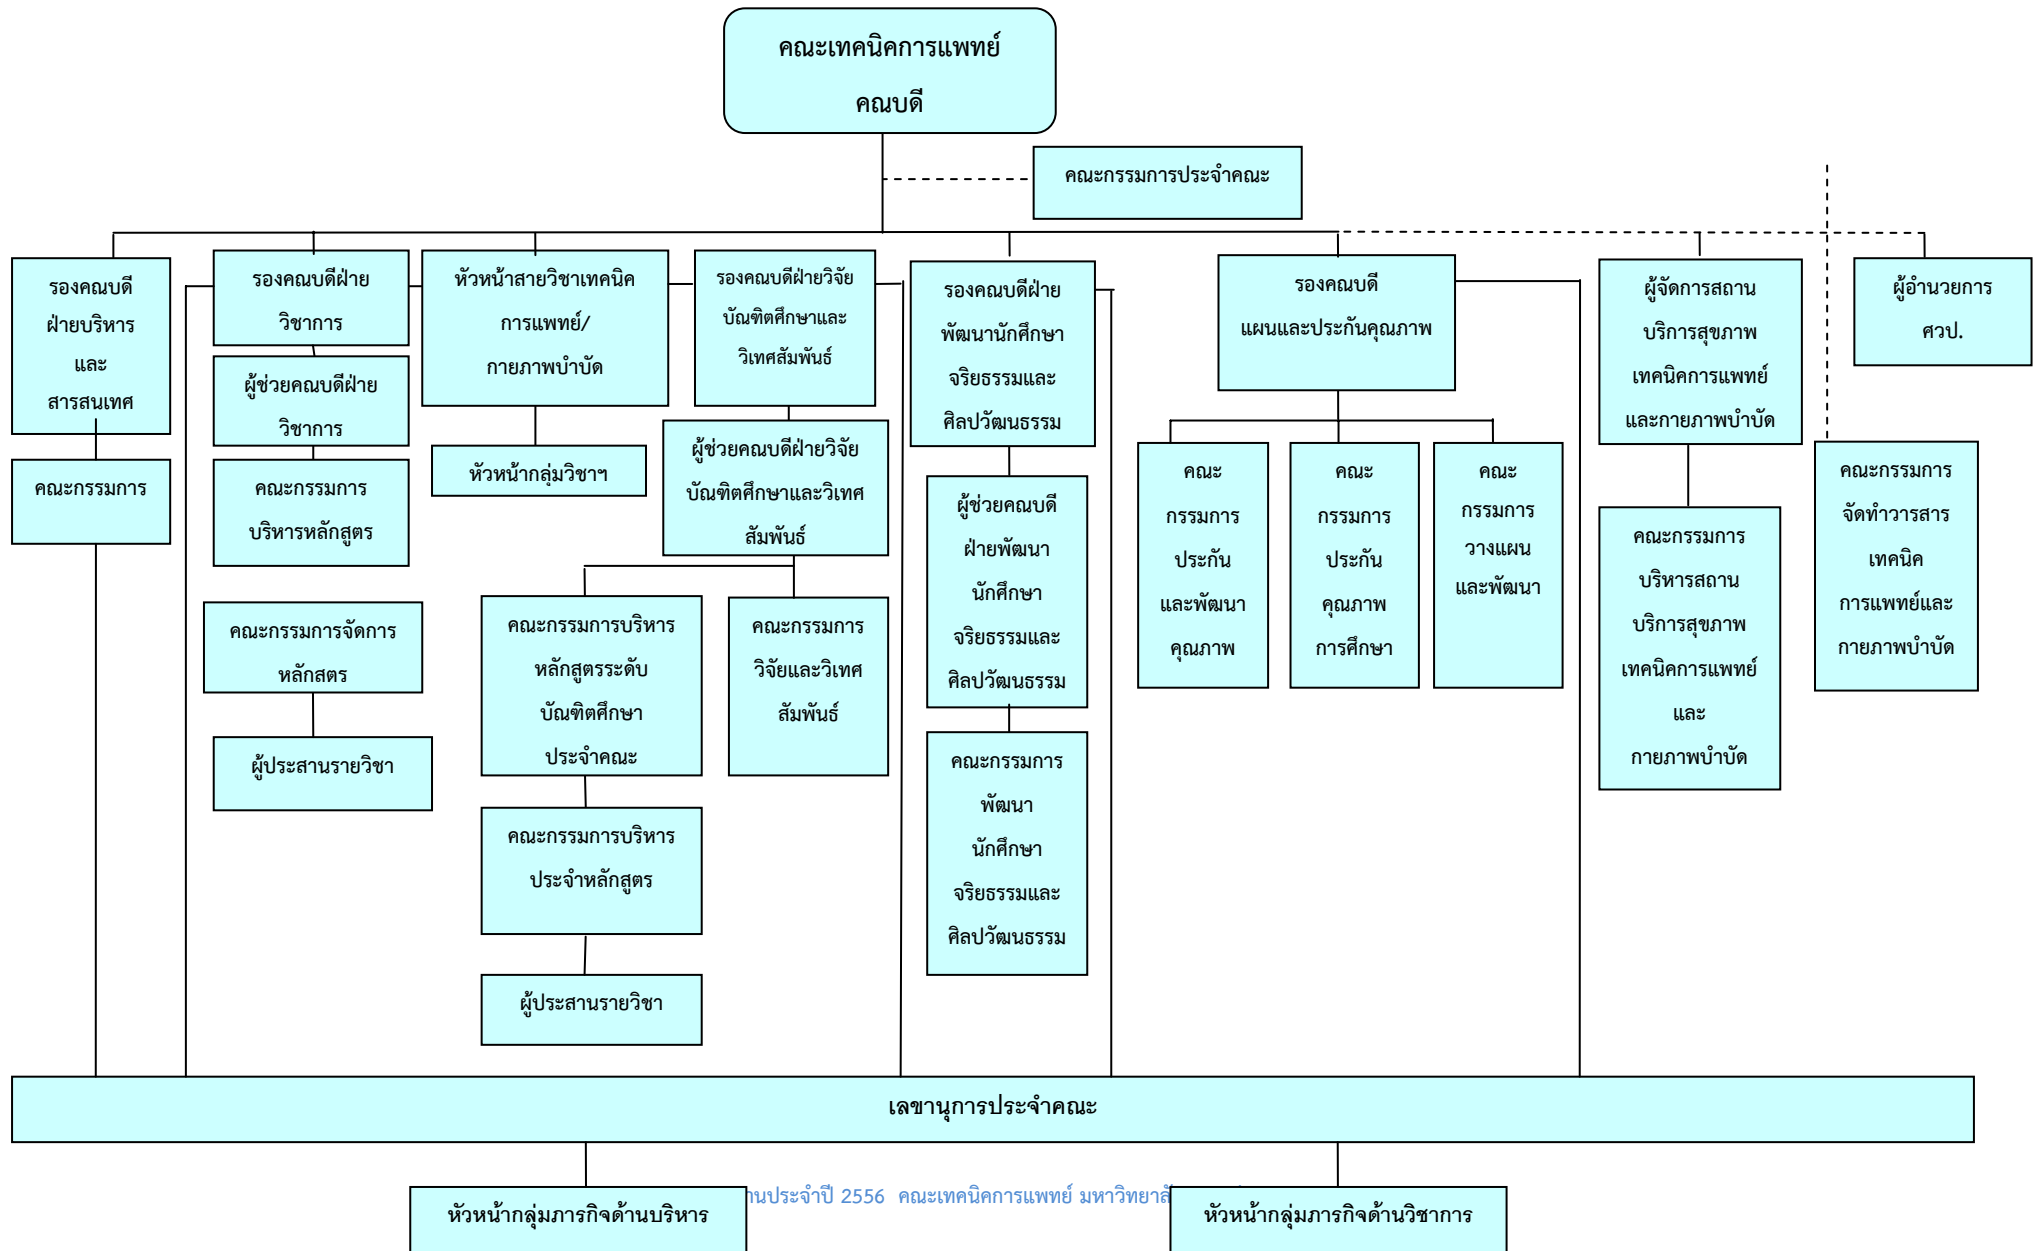 คณะเทคนิคการแพทย์
คณบดี
คณะกรรมการประจำคณะ
รองคณบดี
ฝ่ายบริหาร
และ
สารสนเทศ
คณะกรรมการ
รองคณบดีฝ่าย
วิชาการ
ผู้ช่วยคณบดีฝ่าย
วิชาการ
คณะกรรมการ
บริหารหลักสูตร
คณะกรรมการจัดการ
หลักสตร
ผู้ประสานรายวิชา
หัวหน้าสายวิชาเทคนิค
การแพทย์/
กายภาพบำบัด
หัวหน้ากลุ่มวิชาฯ
รองคณบดีฝ่ายวิจัย
บัณฑิตศึกษาและ
วิเทศสัมพันธ์
ผู้ช่วยคณบดีฝ่ายวิจัย
บัณฑิตศึกษาและวิเทศ
สัมพันธ์
คณะกรรมการบริหาร
หลักสูตรระดับ
บัณฑิตศึกษา
ประจำคณะ
คณะกรรมการบริหาร
ประจำหลักสูตร
ผู้ประสานรายวิชา
คณะกรรมการ
วิจัยและวิเทศ
สัมพันธ์
รองคณบดีฝ่าย
พัฒนานักศึกษา
จริยธรรมและ
ศิลปวัฒนธรรม
ผู้ช่วยคณบดี
ฝ่ายพัฒนา
นักศึกษา
จริยธรรมและ
ศิลปวัฒนธรรม
คณะกรรมการ
พัฒนา
นักศึกษา
จริยธรรมและ
ศิลปวัฒนธรรม
รองคณบดี
แผนและประกันคุณภาพ
คณะ
กรรมการ
ประกัน
และพัฒนา
คุณภาพ
คณะ
กรรมการ
ประกัน
คุณภาพ
การศึกษา
คณะ
กรรมการ
วางแผน
และพัฒนา
ผู้จัดการสถาน
บริการสุขภาพ
เทคนิคการแพทย์
และกายภาพบำบัด
คณะกรรมการ
บริหารสถาน
บริการสุขภาพ
เทคนิคการแพทย์
และ
กายภาพบำบัด
ผู้อำนวยการ
ศวป.
คณะกรรมการ
จัดทำวารสาร
เทคนิค
การแพทย์และ
กายภาพบำบัด
เลขานุการประจำคณะ
านประจำปี 2556 คณะเทคนิคการแพทย์
หัวหน้ากลุ่มภารกิจด้านบริหาร
หัวหน้ากลุ่มภารกิจด้านวิชาการ